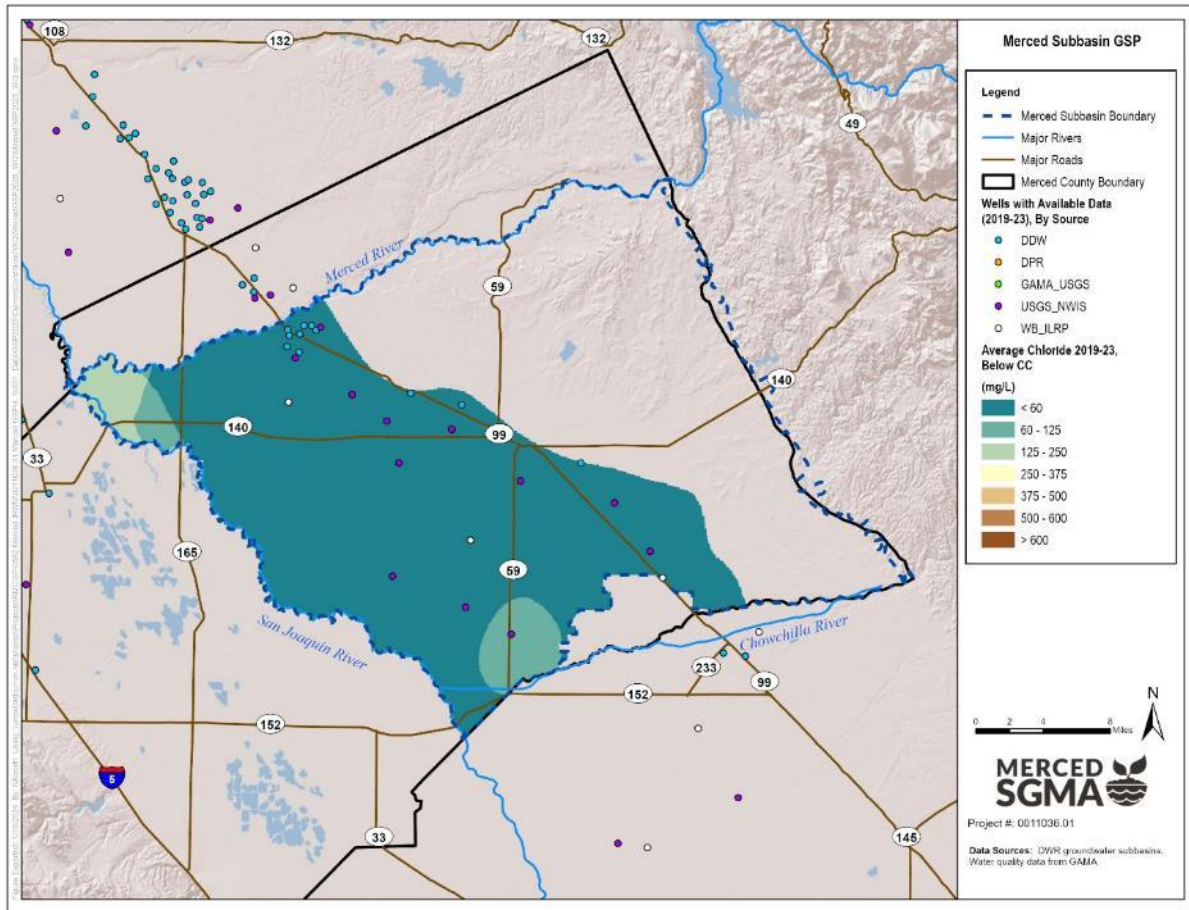 108
132
132
49
Merced River
59
140
33
140
99
165
59
San Joaquin River
Chowchilla River
233
99
152
152
5
33
145
Merced Subbasin GSP
Legend
Merced Subbasin Boundary
Major Rivers
Major Roads
Merced County Boundary
Wells with Available Data
(2019-23), By Source
DDW
DPR
GAMA_USGS
USGS_NWIS
WB_ILRP
Average Chloride 2019-23,
Below CC
(mg/L)
< 60
60 - 125
125 - 250
250 - 375
375 - 500
500 - 600
> 600
N
0 2 4 8
Miles
MERCED
SGMA
Project #: 0011036.01
Data Sources: DWR groundwater subbasins,
Water quality data from GAMA